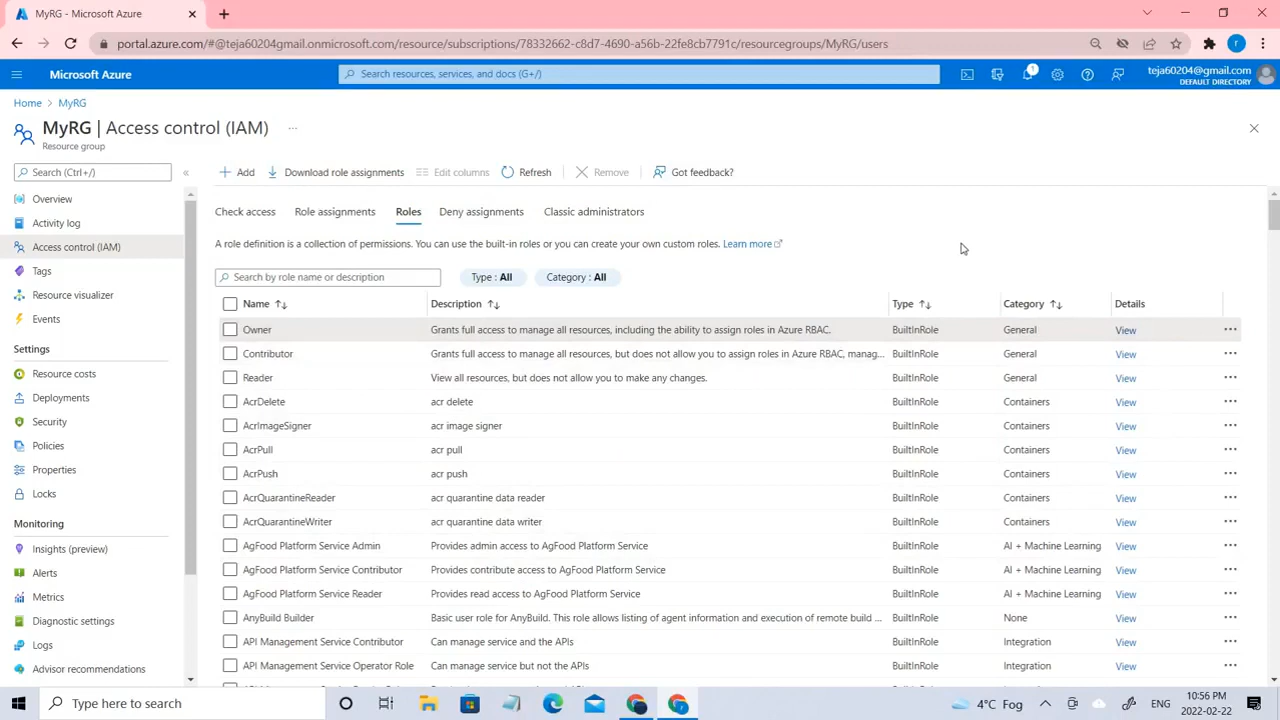 MyRG - Microsoft Azure
portal.azure.com/#@teja60204gmail.onmicrosoft.com/resource/subscriptions/78332662-c8d7-4690-a56b-22fe8cb7791c/resourcegroups/MyRG/users
r
Microsoft Azure
Search resources, services, and docs (G+/)
1
teja60204@gmail.com
DEFAULT DIRECTORY
Home > MyRG
MyRG | Access control (IAM) ...
Resource group
Search (Ctrl+/) «
Add Download role assignments Edit columns Refresh Remove Got feedback?
Overview
Activity log
Access control (IAM)
Tags
Resource visualizer
Events
Settings
Resource costs
Deployments
Security
Policies
Properties
Locks
Monitoring
Insights (preview)
Alerts
Metrics
Diagnostic settings
Logs
Advisor recommendations
Check access Role assignments Roles Deny assignments Classic administrators
A role definition is a collection of permissions. You can use the built-in roles or you can create your own custom roles. Learn more
Search by role name or description Type : All Category : All
Name ↑↓ Description ↑↓ Type ↑↓ Category ↑↓ Details
Owner Grants full access to manage all resources, including the ability to assign roles in Azure RBAC. BuiltInRole General View ...
Contributor Grants full access to manage all resources, but does not allow you to assign roles in Azure RBAC, manag... BuiltInRole General View ...
Reader View all resources, but does not allow you to make any changes. BuiltInRole General View ...
AcrDelete acr delete BuiltInRole Containers View ...
AcrImageSigner acr image signer BuiltInRole Containers View ...
AcrPull acr pull BuiltInRole Containers View ...
AcrPush acr push BuiltInRole Containers View ...
AcrQuarantineReader acr quarantine data reader BuiltInRole Containers View ...
AcrQuarantineWriter acr quarantine data writer BuiltInRole Containers View ...
AgFood Platform Service Admin Provides admin access to AgFood Platform Service BuiltInRole AI + Machine Learning View ...
AgFood Platform Service Contributor Provides contribute access to AgFood Platform Service BuiltInRole AI + Machine Learning View ...
AgFood Platform Service Reader Provides read access to AgFood Platform Service BuiltInRole AI + Machine Learning View ...
AnyBuild Builder Basic user role for AnyBuild. This role allows listing of agent information and execution of remote build ... BuiltInRole None View ...
API Management Service Contributor Can manage service and the APIs BuiltInRole Integration View ...
API Management Service Operator Role Can manage service but not the APIs BuiltInRole Integration View ...
Type here to search
4°C Fog
ENG
10:56 PM
2022-02-22